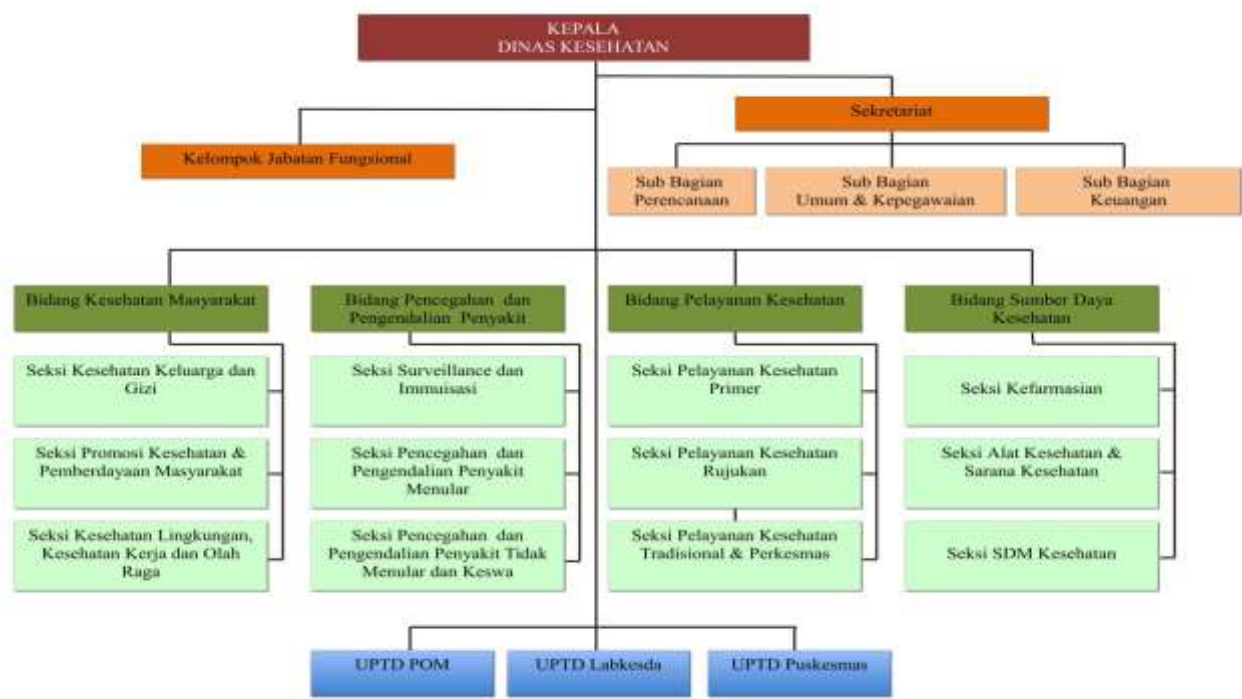 KEPALA
DINAS KESEHATAN
Sekretariat
Kelompok Jabatan Fungsional
Sub Bagian
Perencanaan
Sub Bagian
Umum & Kepegawaian
Sub Bagian
Keuangan
Bidang Kesehatan Masyarakat
Bidang Pencegahan dan
Pengendalian Penyakit
Bidang Pelayanan Kesehatan
Bidang Sumber Daya
Kesehatan
Seksi Kesehatan Keluarga dan
Gizi
Seksi Surveillance dan
Immuisasi
Seksi Pelayanan Kesehatan
Primer
Seksi Kefarmasian
Seksi Promosi Kesehatan &
Pemberdayaan Masyarakat
Seksi Pencegahan dan
Pengendalian Penyakit
Menular
Seksi Pelayanan Kesehatan
Rujukan
Seksi Alat Kesehatan &
Sarana Kesehatan
Seksi Kesehatan Lingkungan,
Kesehatan Kerja dan Olah
Raga
Seksi Pencegahan dan
Pengendalian Penyakit Tidak
Menular dan Keswa
Seksi Pelayanan Kesehatan
Tradisional & Perkesmas
Seksi SDM Kesehatan
UPTD POM
UPTD Labkesda
UPTD Puskesmas